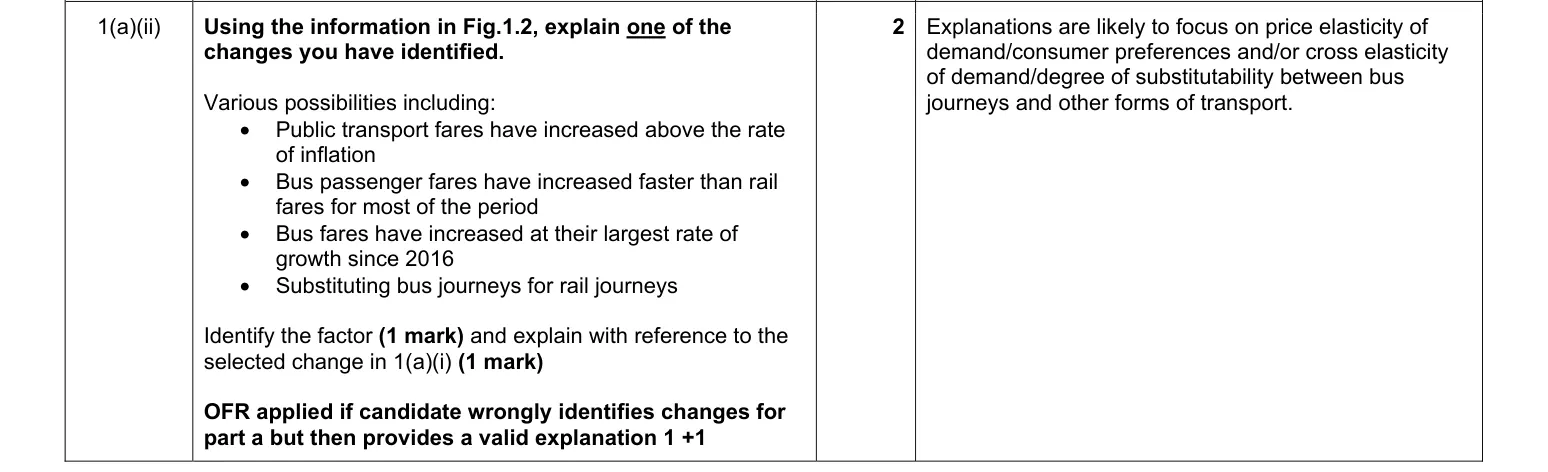 1(a)(ii)
Using the information in Fig.1.2, explain one of the
changes you have identified.
Various possibilities including:
• Public transport fares have increased above the rate
of inflation
• Bus passenger fares have increased faster than rail
fares for most of the period
• Bus fares have increased at their largest rate of
growth since 2016
• Substituting bus journeys for rail journeys
Identify the factor (1 mark) and explain with reference to the
selected change in 1(a)(i) (1 mark)
OFR applied if candidate wrongly identifies changes for
part a but then provides a valid explanation 1 +1
2
Explanations are likely to focus on price elasticity of
demand/consumer preferences and/or cross elasticity
of demand/degree of substitutability between bus
journeys and other forms of transport.